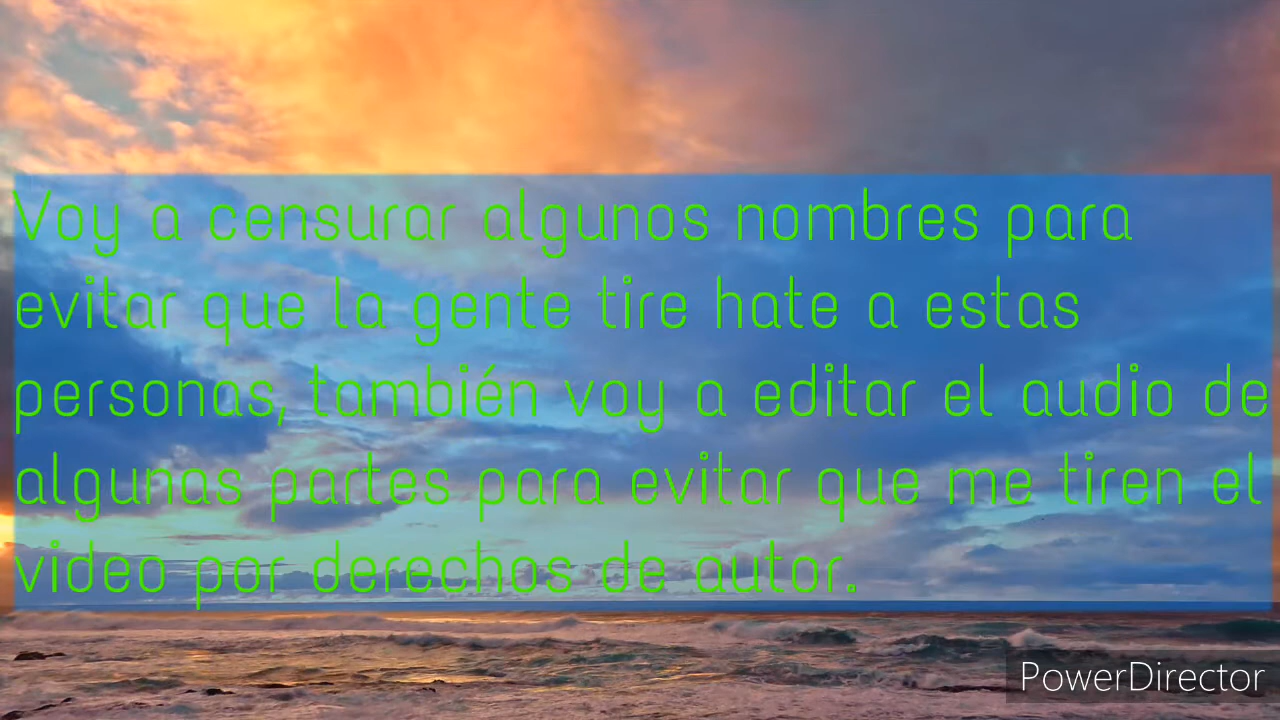 Voy a censurar algunos nombres para
evitar que la gente tire hate a estas
personas, también voy a editar el audio de
algunas partes para evitar que me tiren el
video por derechos de autor.
PowerDirector